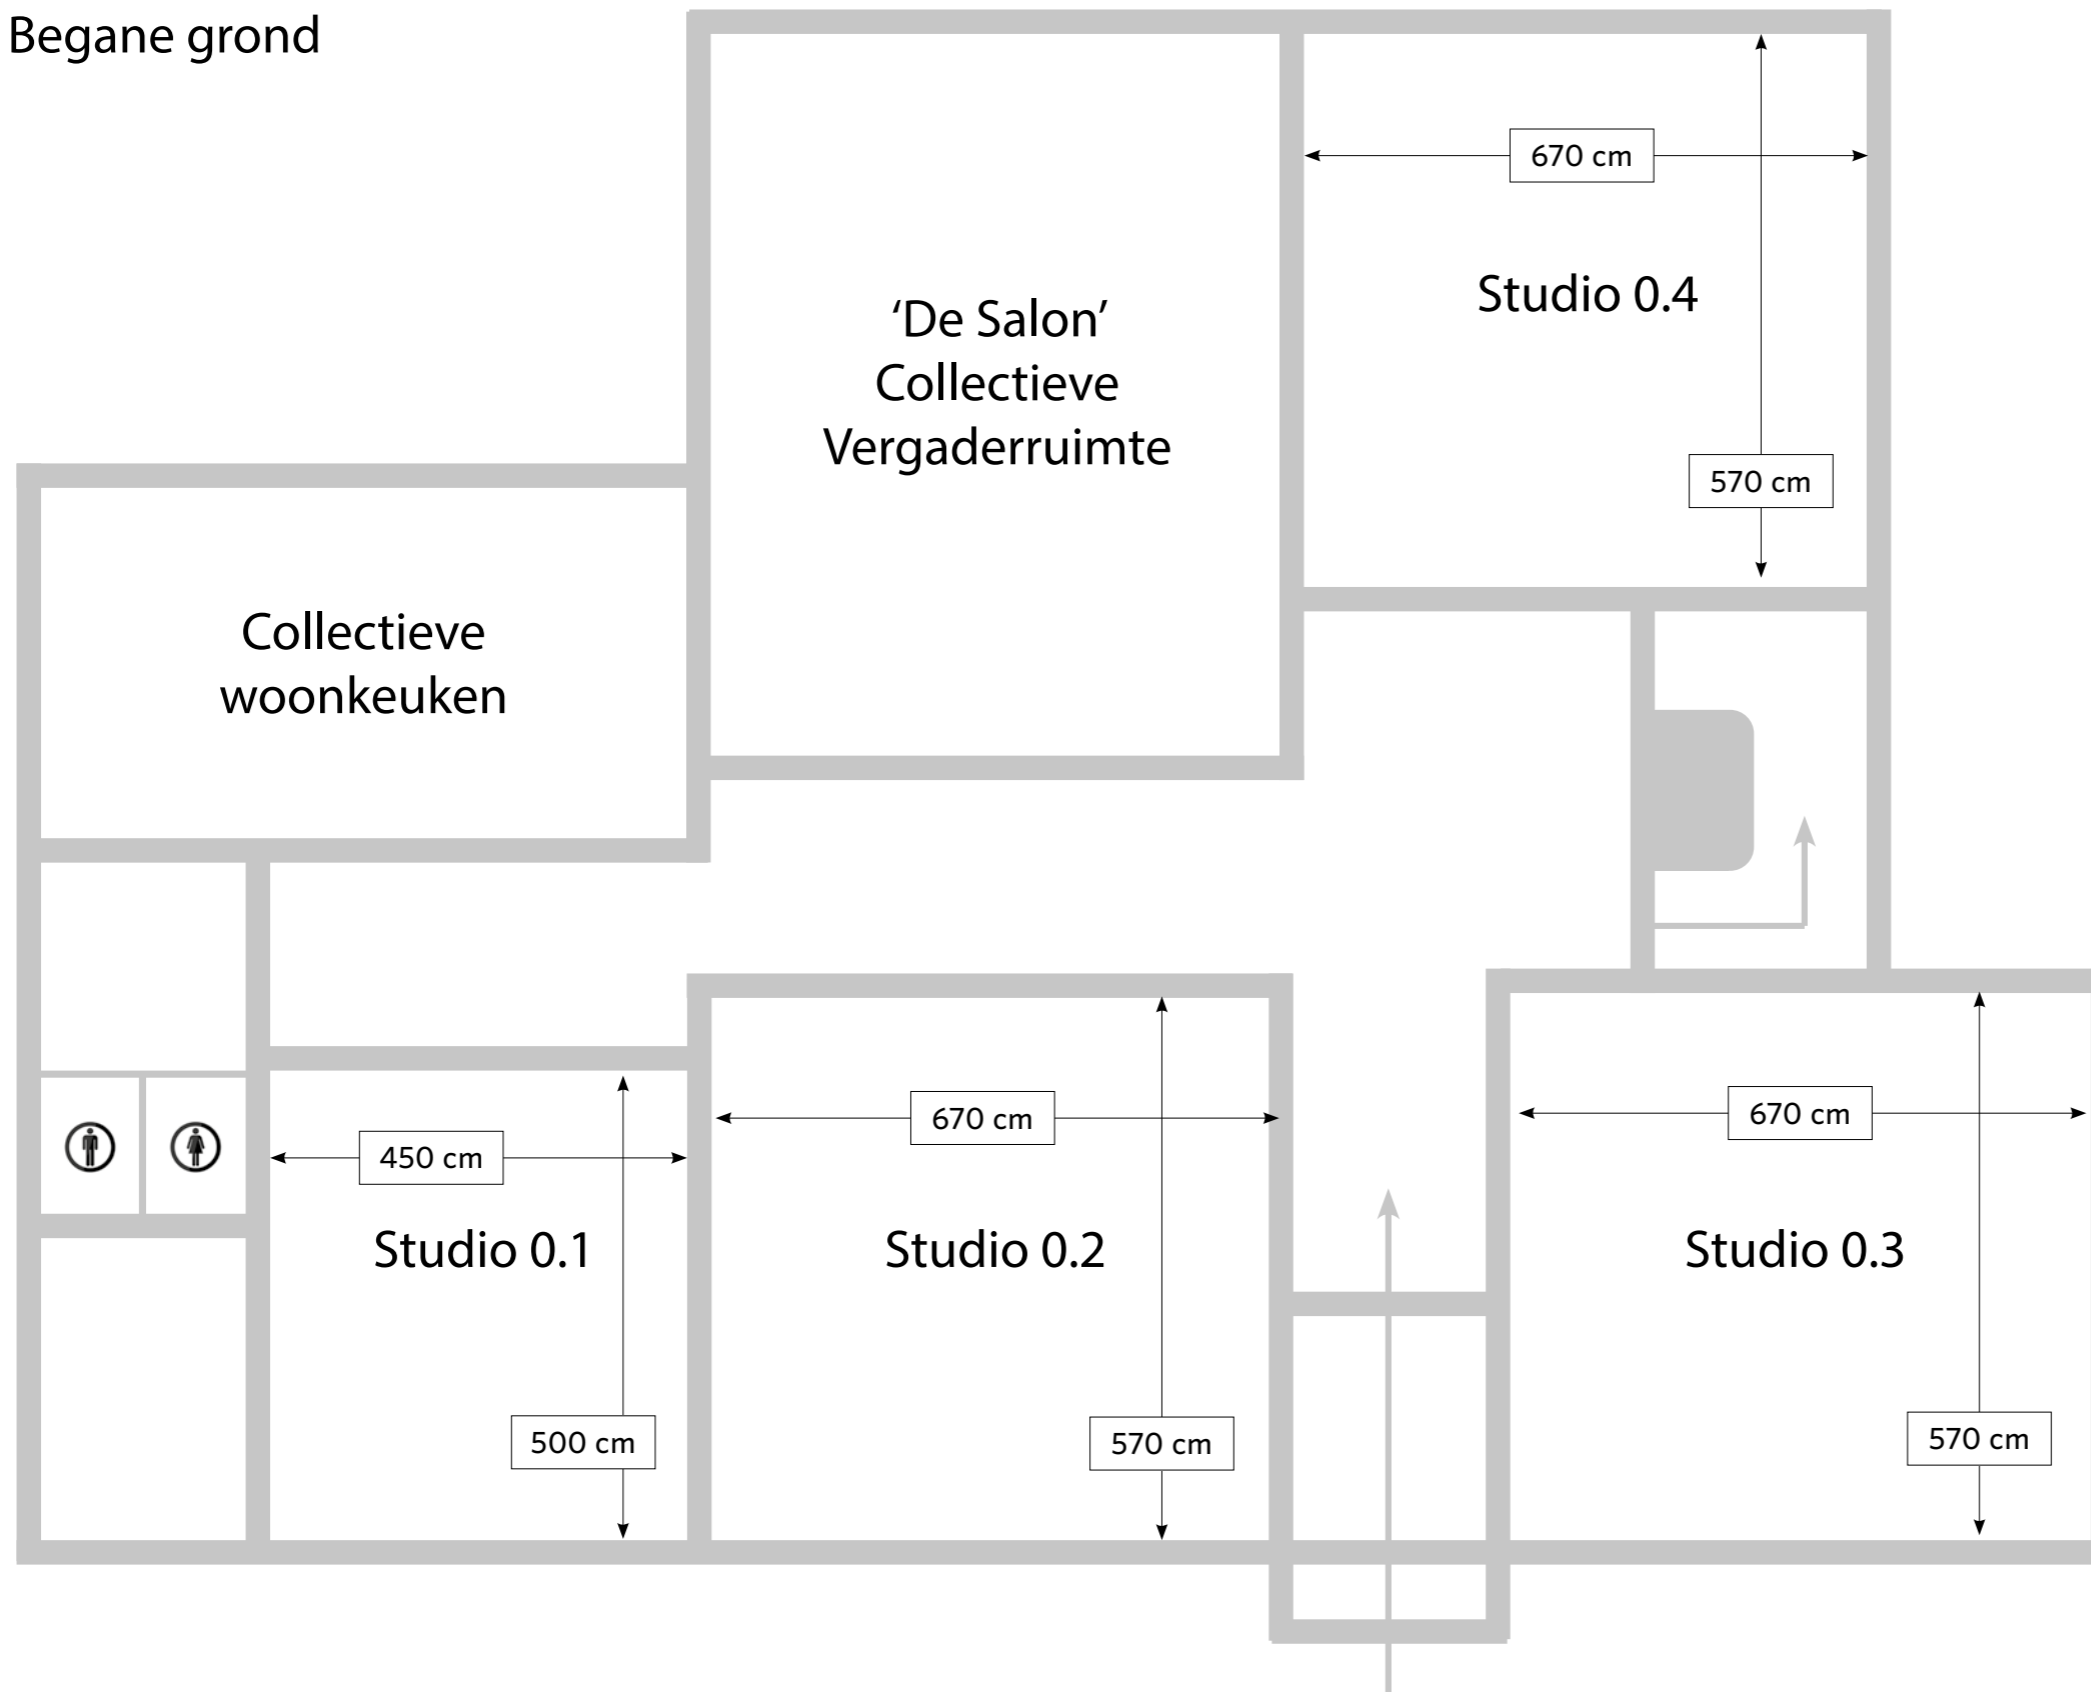 Begane grond
670 cm
Studio 0.4
570 cm
‘De Salon’
Collectieve
Vergaderruimte
Collectieve
woonkeuken
450 cm
Studio 0.1
500 cm
670 cm
Studio 0.2
570 cm
670 cm
Studio 0.3
570 cm